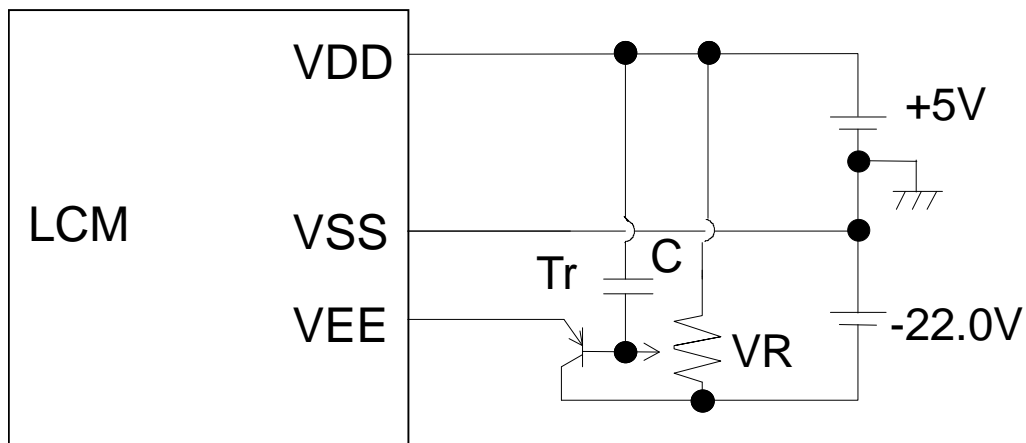 VDD
+5V
LCM
VSS
C
Tr
VEE
VR
-22.0V